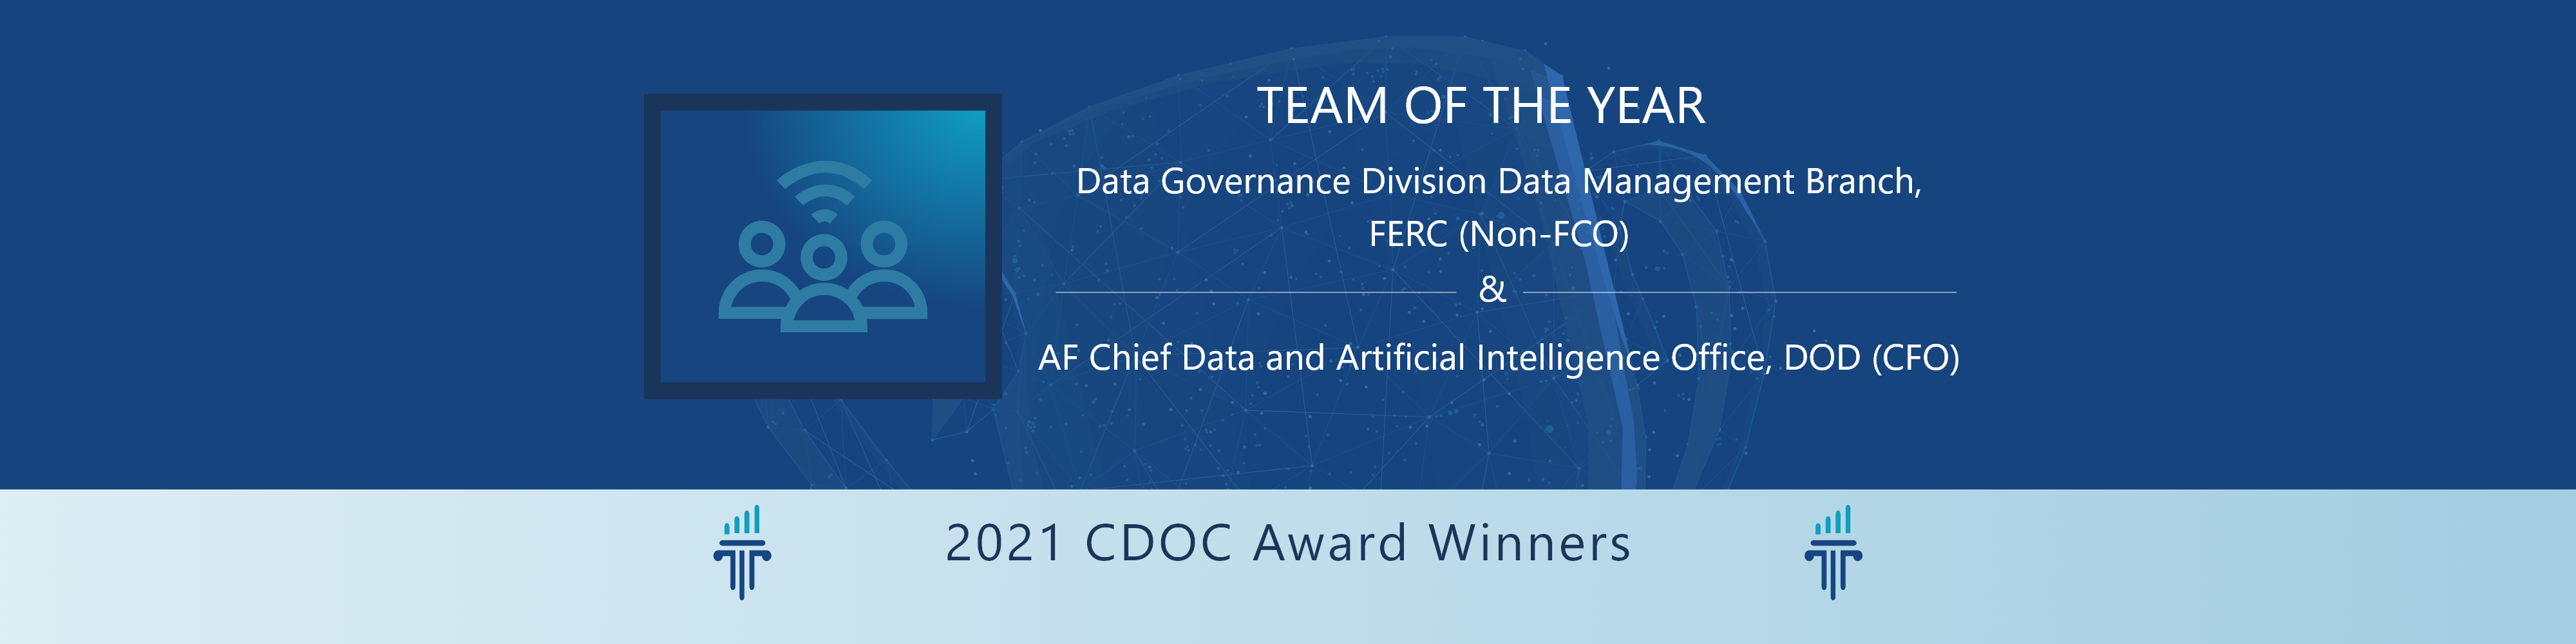 TEAM OF THE YEAR
Data Governance Division Data Management Branch,
FERC (Non-FCO)
&
AF Chief Data and Artificial Intelligence Office, DOD (CFO)
2021 CDOC Award Winners